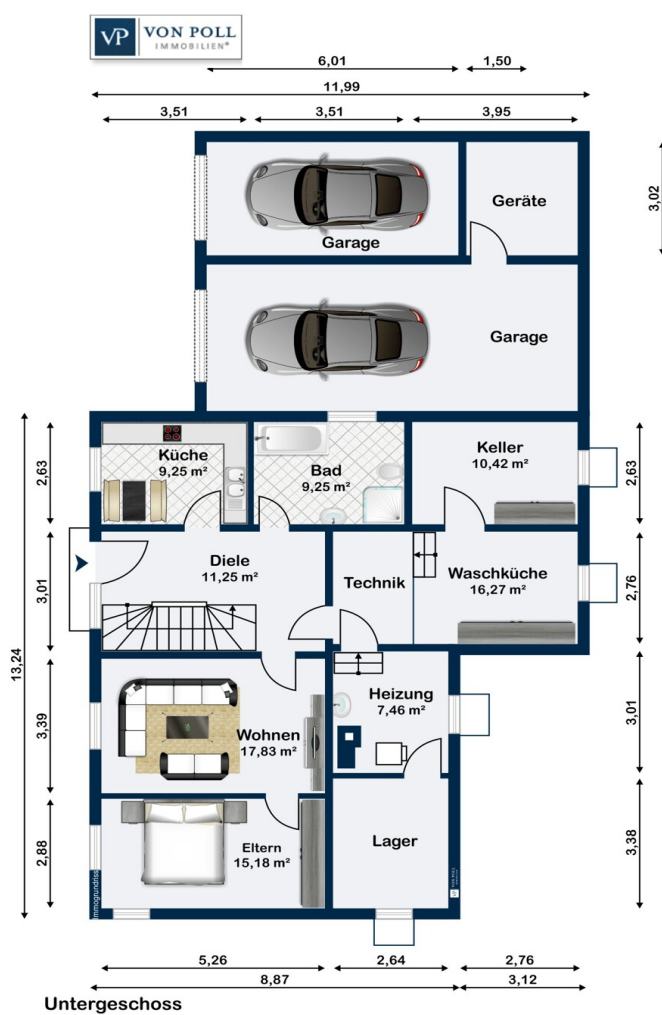 VP VON POLL
IMMOBILIEN®
6,01
1,50
11,99
3,51
3,51
3,95
3,02
Geräte
Garage
Garage
Küche
9,25 m²
Bad
9,25 m²
Keller
10,42 m²
2,63
2,63
Diele
11,25 m²
Technik
Waschküche
16,27 m²
3,01
2,76
13,24
Heizung
7,46 m²
Wohnen
17,83 m²
3,39
3,01
Eltern
15,18 m²
Lager
2,88
3,38
Immogrundriss
VP VON POLL
5,26
2,64
2,76
8,87
3,12
Untergeschoss